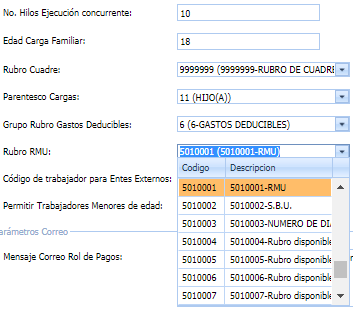 No. Hilos Ejecución concurrente: 10
Edad Carga Familiar: 18
Rubro Cuadre: 9999999 (9999999-RUBRO DE CUADRE
Parentesco Cargas: 11 (HIJO(A))
Grupo Rubro Gastos Deducibles: 6 (6-GASTOS DEDUCIBLES)
Rubro RMU: 5010001 (5010001-RMU)
Codigo Descripcion
5010001 5010001-RMU
Código de trabajador para Entes Externos:
5010002 5010002-S.B.U.
Permitir Trabajadores Menores de edad:
5010003 5010003-NUMERO DE DIA
5010004 5010004-Rubro disponible
arámetros Correo
5010005 5010005-Rubro disponible
Mensaje Correo Rol de Pagos:
5010006 5010006-Rubro disponible
5010007 5010007-Rubro disponible